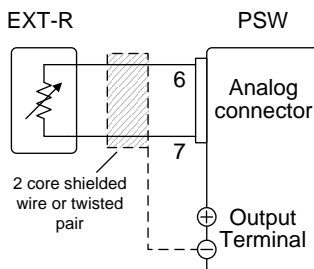 EXT-R
PSW
6
Analog
connector
7
2 core shielded
wire or twisted
pair
+
Output
Terminal
−